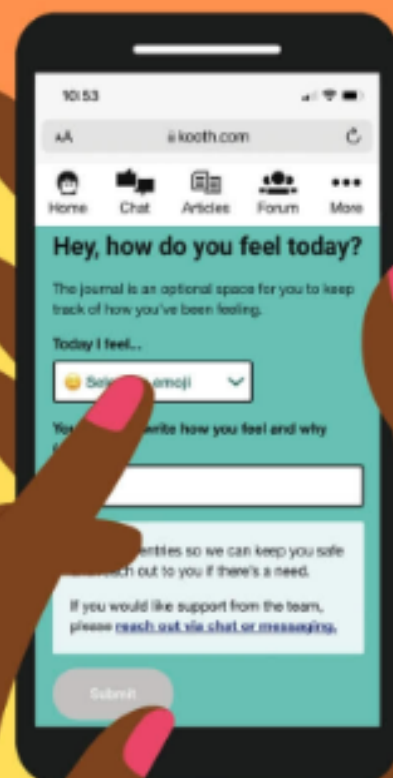 10:53
AA kooth.com
Home Chat Articles Forum More
Hey, how do you feel today?
The journal is an optional space for you to keep
track of how you've been feeling.
Today I feel...
emoji
write how you feel and why
entries so we can keep you safe
out to you if there's a need.
If you would like support from the team,
please reach out via chat or messaging.
Submit